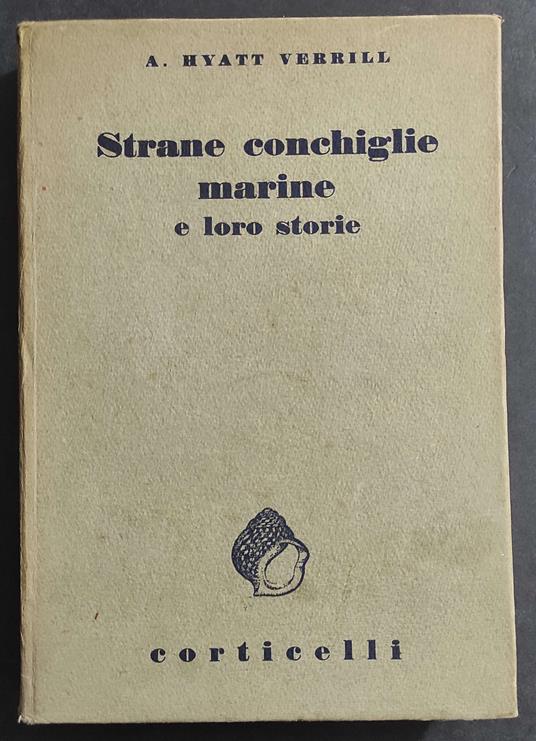 A. HYATT VERRILL
Strane conchiglie
marine
e loro storie
corticelli